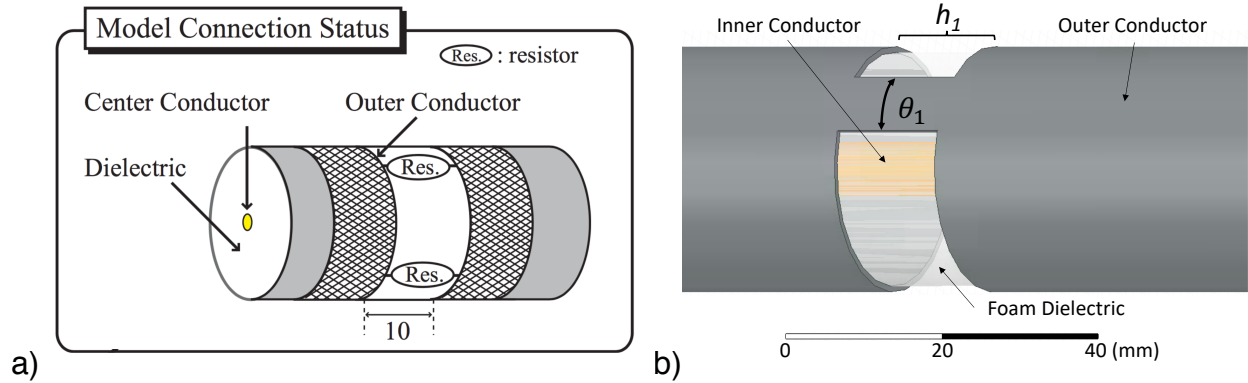 Model Connection Status
Res. : resistor
Center Conductor
Outer Conductor
Dielectric
Res.
Res.
10
a)
Inner Conductor
h1
Outer Conductor
θ1
Foam Dielectric
0 20 40 (mm)
b)